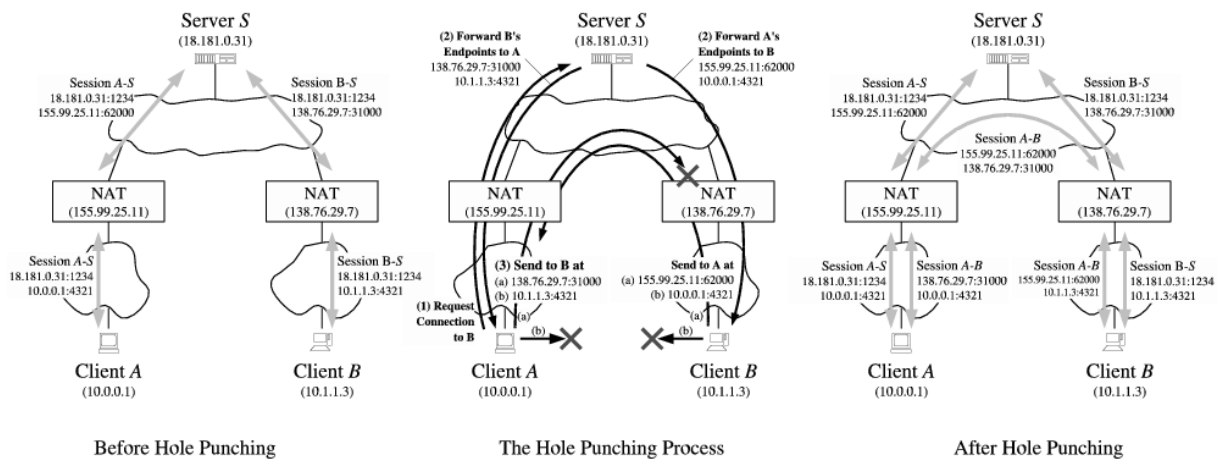 Server S
(18.181.0.31)
Session A-S
18.181.0.31:1234
155.99.25.11:62000
Session B-S
18.181.0.31:1234
138.76.29.7:31000
NAT
(155.99.25.11)
NAT
(138.76.29.7)
Session A-S
18.181.0.31:1234
10.0.0.1:4321
Session B-S
18.181.0.31:1234
10.1.1.3:4321
Client A
(10.0.0.1)
Client B
(10.1.1.3)
Before Hole Punching
(2) Forward B's
Endpoints to A
138.76.29.7:31000
10.1.1.3:4321
Server S
(18.181.0.31)
(2) Forward A's
Endpoints to B
155.99.25.11:62000
10.0.0.1:4321
NAT
(155.99.25.11)
NAT
(138.76.29.7)
(3) Send to B at
(a) 138.76.29.7:31000
(b) 10.1.1.3:4321
Send to A at
(a) 155.99.25.11:62000
(b) 10.0.0.1:4321
(1) Request
Connection
to B
(a)
(b)
(a)
(b)
Client A
(10.0.0.1)
Client B
(10.1.1.3)
The Hole Punching Process
Server S
(18.181.0.31)
Session A-S
18.181.0.31:1234
155.99.25.11:62000
Session B-S
18.181.0.31:1234
138.76.29.7:31000
Session A-B
155.99.25.11:62000
138.76.29.7:31000
NAT
(155.99.25.11)
NAT
(138.76.29.7)
Session A-S
18.181.0.31:1234
10.0.0.1:4321
Session A-B
138.76.29.7:31000
10.0.0.1:4321
Session A-B
155.99.25.11:62000
10.1.1.3:4321
Session B-S
18.181.0.31:1234
10.1.1.3:4321
Client A
(10.0.0.1)
Client B
(10.1.1.3)
After Hole Punching